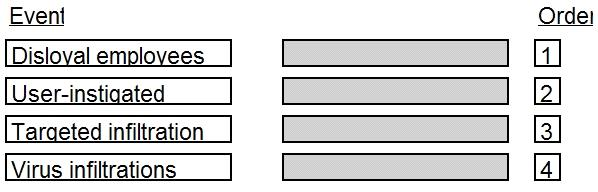 Event Order
Disloyal employees 1
User-instigated 2
Targeted infiltration 3
Virus infiltrations 4